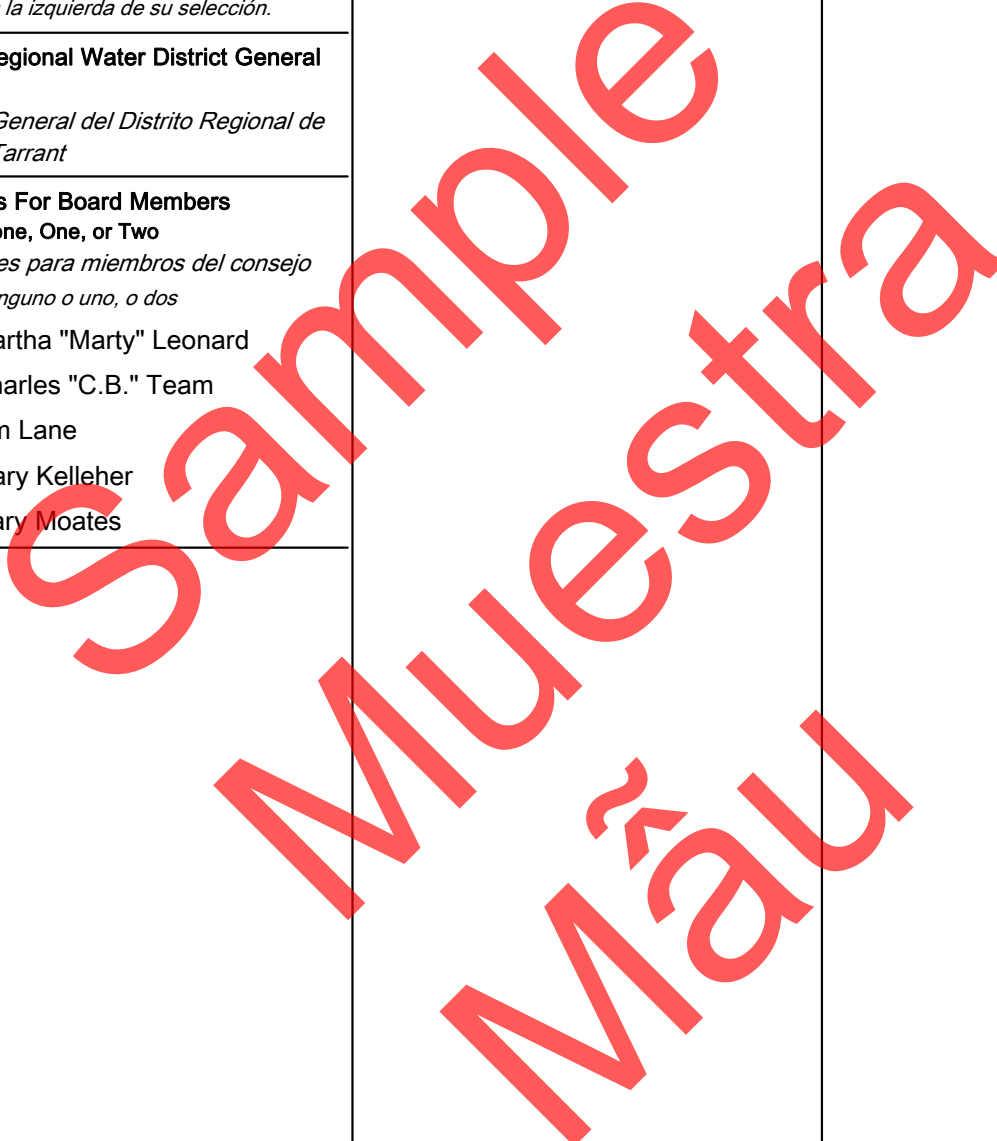 la izquierda de su selección.
egional Water District General
General del Distrito Regional de
Tarrant
s For Board Members
one, One, or Two
es para miembros del consejo
nguno o uno, o dos
artha "Marty" Leonard
harles "C.B." Team
m Lane
ary Kelleher
ary Moates
Sample
Muestra
Mẫu